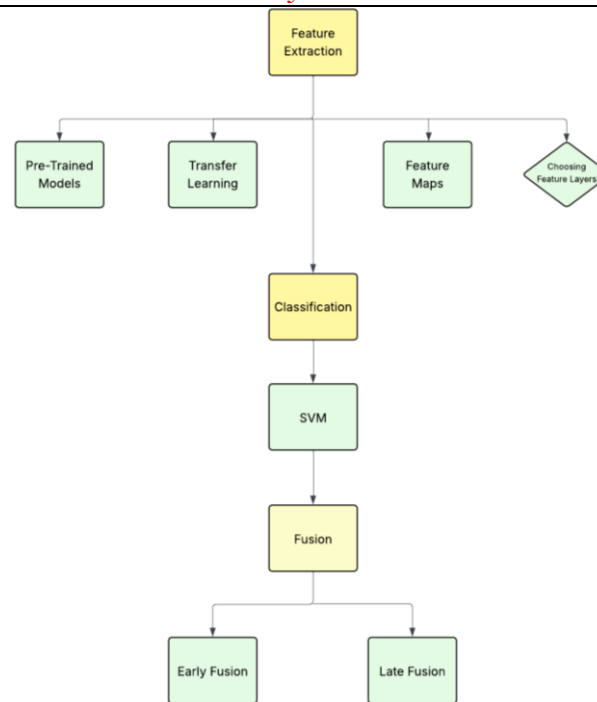 Feature
Extraction
Pre-Trained
Models
Transfer
Learning
Feature
Maps
Choosing
Feature Layers
Classification
SVM
Fusion
Early Fusion
Late Fusion